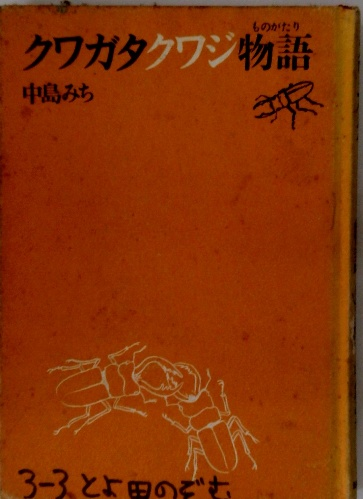 ものがたり
クワガタクワジ物語
中島みち
3-3 とよ田のぞむ